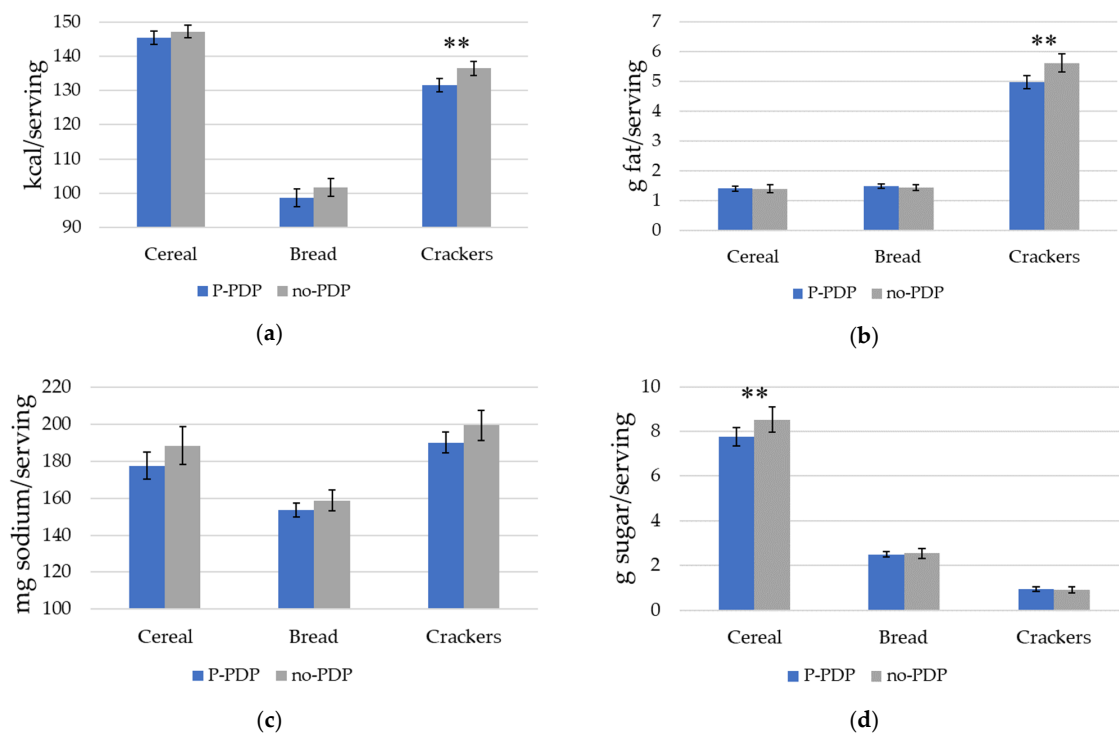 kcal/serving
150
140
130
120
110
100
90
**
Cereal
Bread
Crackers
P-PDP
no-PDP
(a)
g fat/serving
7
6
5
4
3
2
1
0
**
Cereal
Bread
Crackers
P-PDP
no-PDP
(b)
mg sodium/serving
220
200
180
160
140
120
100
Cereal
Bread
Crackers
P-PDP
no-PDP
(c)
g sugar/serving
10
8
6
4
2
0
**
Cereal
Bread
Crackers
P-PDP
no-PDP
(d)